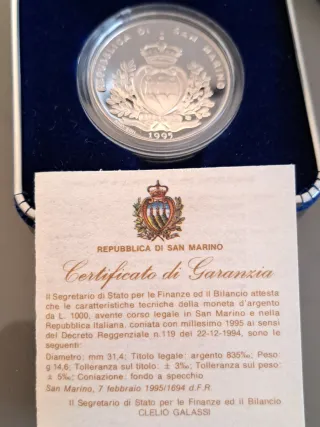 REPUBBLICA DI SAN MARINO
1995
REPUBBLICA DI SAN MARINO
Certificato di Garanzia
Il Segretario di Stato per le Finanze ed il Bilancio attesta
che le caratteristiche tecniche della moneta d'argento
da L. 1000, avente corso legale in San Marino e nella
Repubblica Italiana, coniata con millesimo 1995 ai sensi
del Decreto Reggenziale n.119 del 22-12-1994, sono
le seguenti:
Diametro: mm 31,4; Titolo legale: argento 835‰; Peso:
g 14,6; Tolleranza sul titolo: ± 3‰; Tolleranza sul peso:
± 5‰; Coniazione: fondo a specchio
San Marino, 7 febbraio 1995/1694 d.F.R.
Il Segretario di Stato per le Finanze ed il Bilancio
CLELIO GALASSI